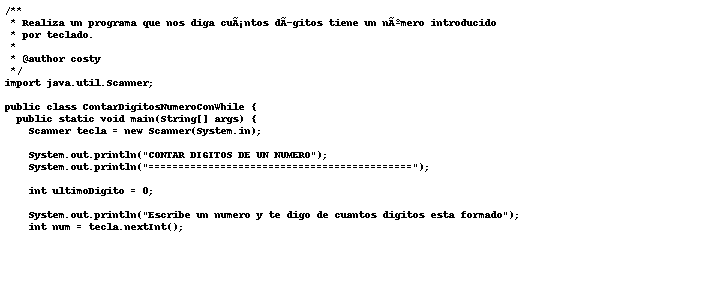 /**
 * Realiza un programa que nos diga cuÃ¡ntos dÃ­gitos tiene un nÃºmero introducido
 * por teclado.
 *
 * @author costy
 */
import java.util.Scanner;
public class ContarDigitosNumeroConWhile {
  public static void main(String[] args) {
    Scanner tecla = new Scanner(System.in);
    System.out.println("CONTAR DIGITOS DE UN NUMERO");
    System.out.println("============================================");
    int ultimoDigito = 0;
    System.out.println("Escribe un numero y te digo de cuantos digitos esta formado");
    int num = tecla.nextInt();